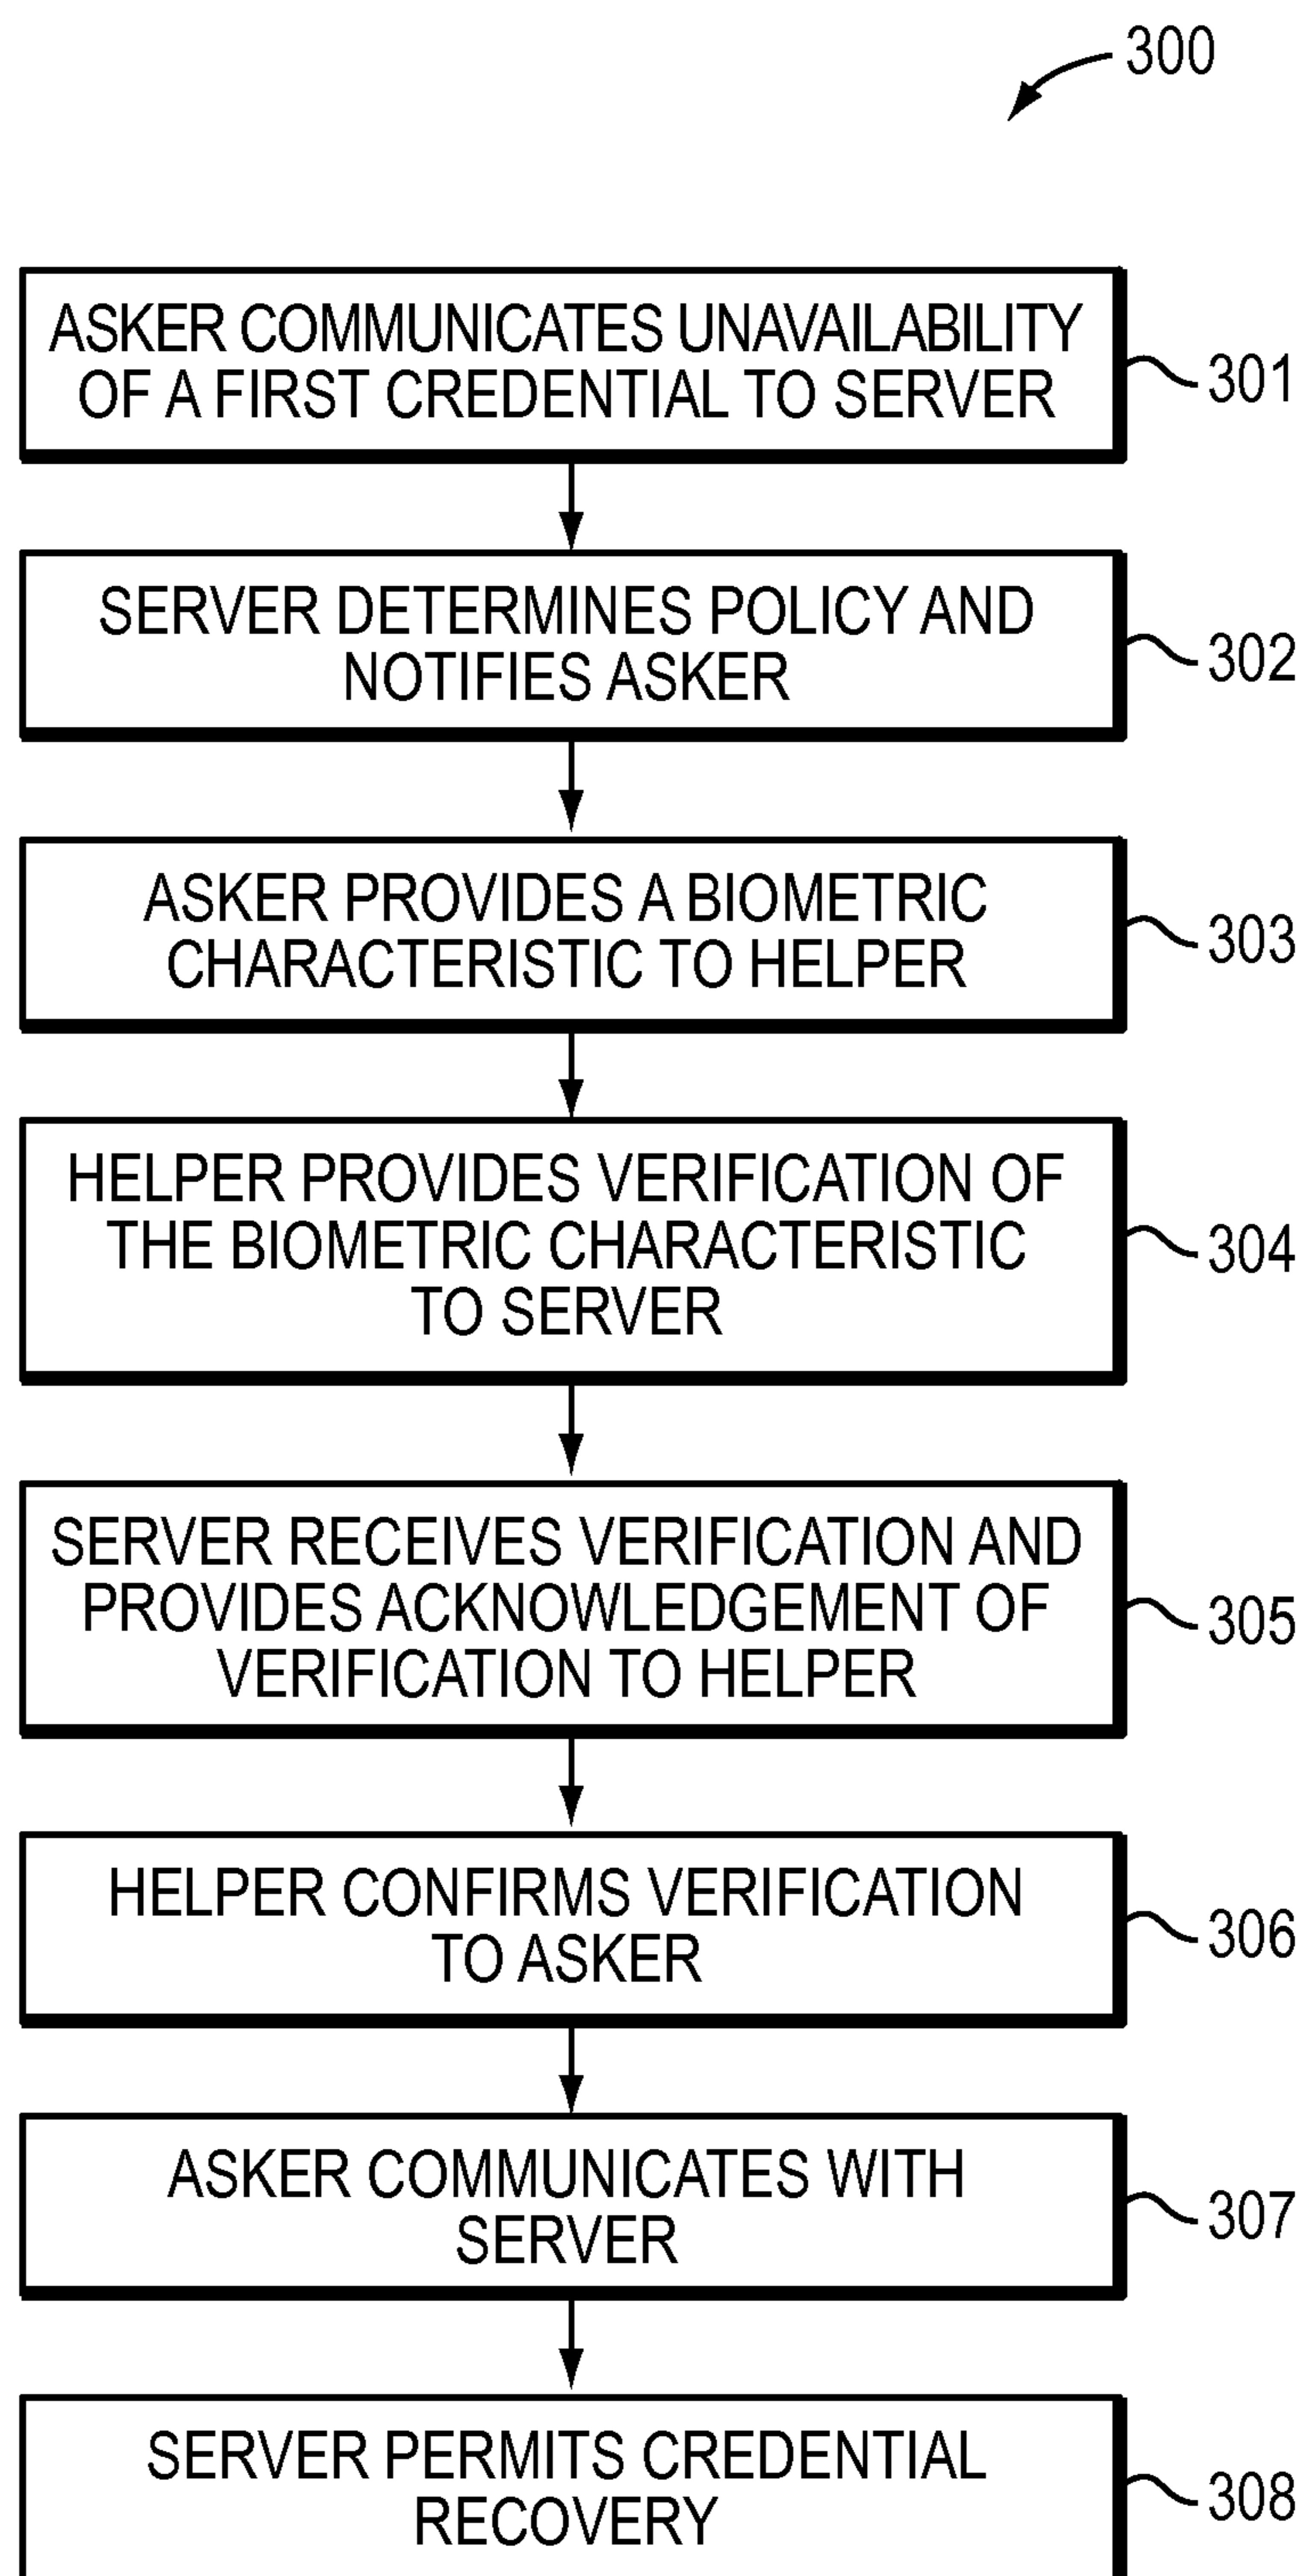 300
ASKER COMMUNICATES UNAVAILABILITY
OF A FIRST CREDENTIAL TO SERVER
301
SERVER DETERMINES POLICY AND
NOTIFIES ASKER
302
ASKER PROVIDES A BIOMETRIC
CHARACTERISTIC TO HELPER
303
HELPER PROVIDES VERIFICATION OF
THE BIOMETRIC CHARACTERISTIC
TO SERVER
304
SERVER RECEIVES VERIFICATION AND
PROVIDES ACKNOWLEDGEMENT OF
VERIFICATION TO HELPER
305
HELPER CONFIRMS VERIFICATION
TO ASKER
306
ASKER COMMUNICATES WITH
SERVER
307
SERVER PERMITS CREDENTIAL
RECOVERY
308